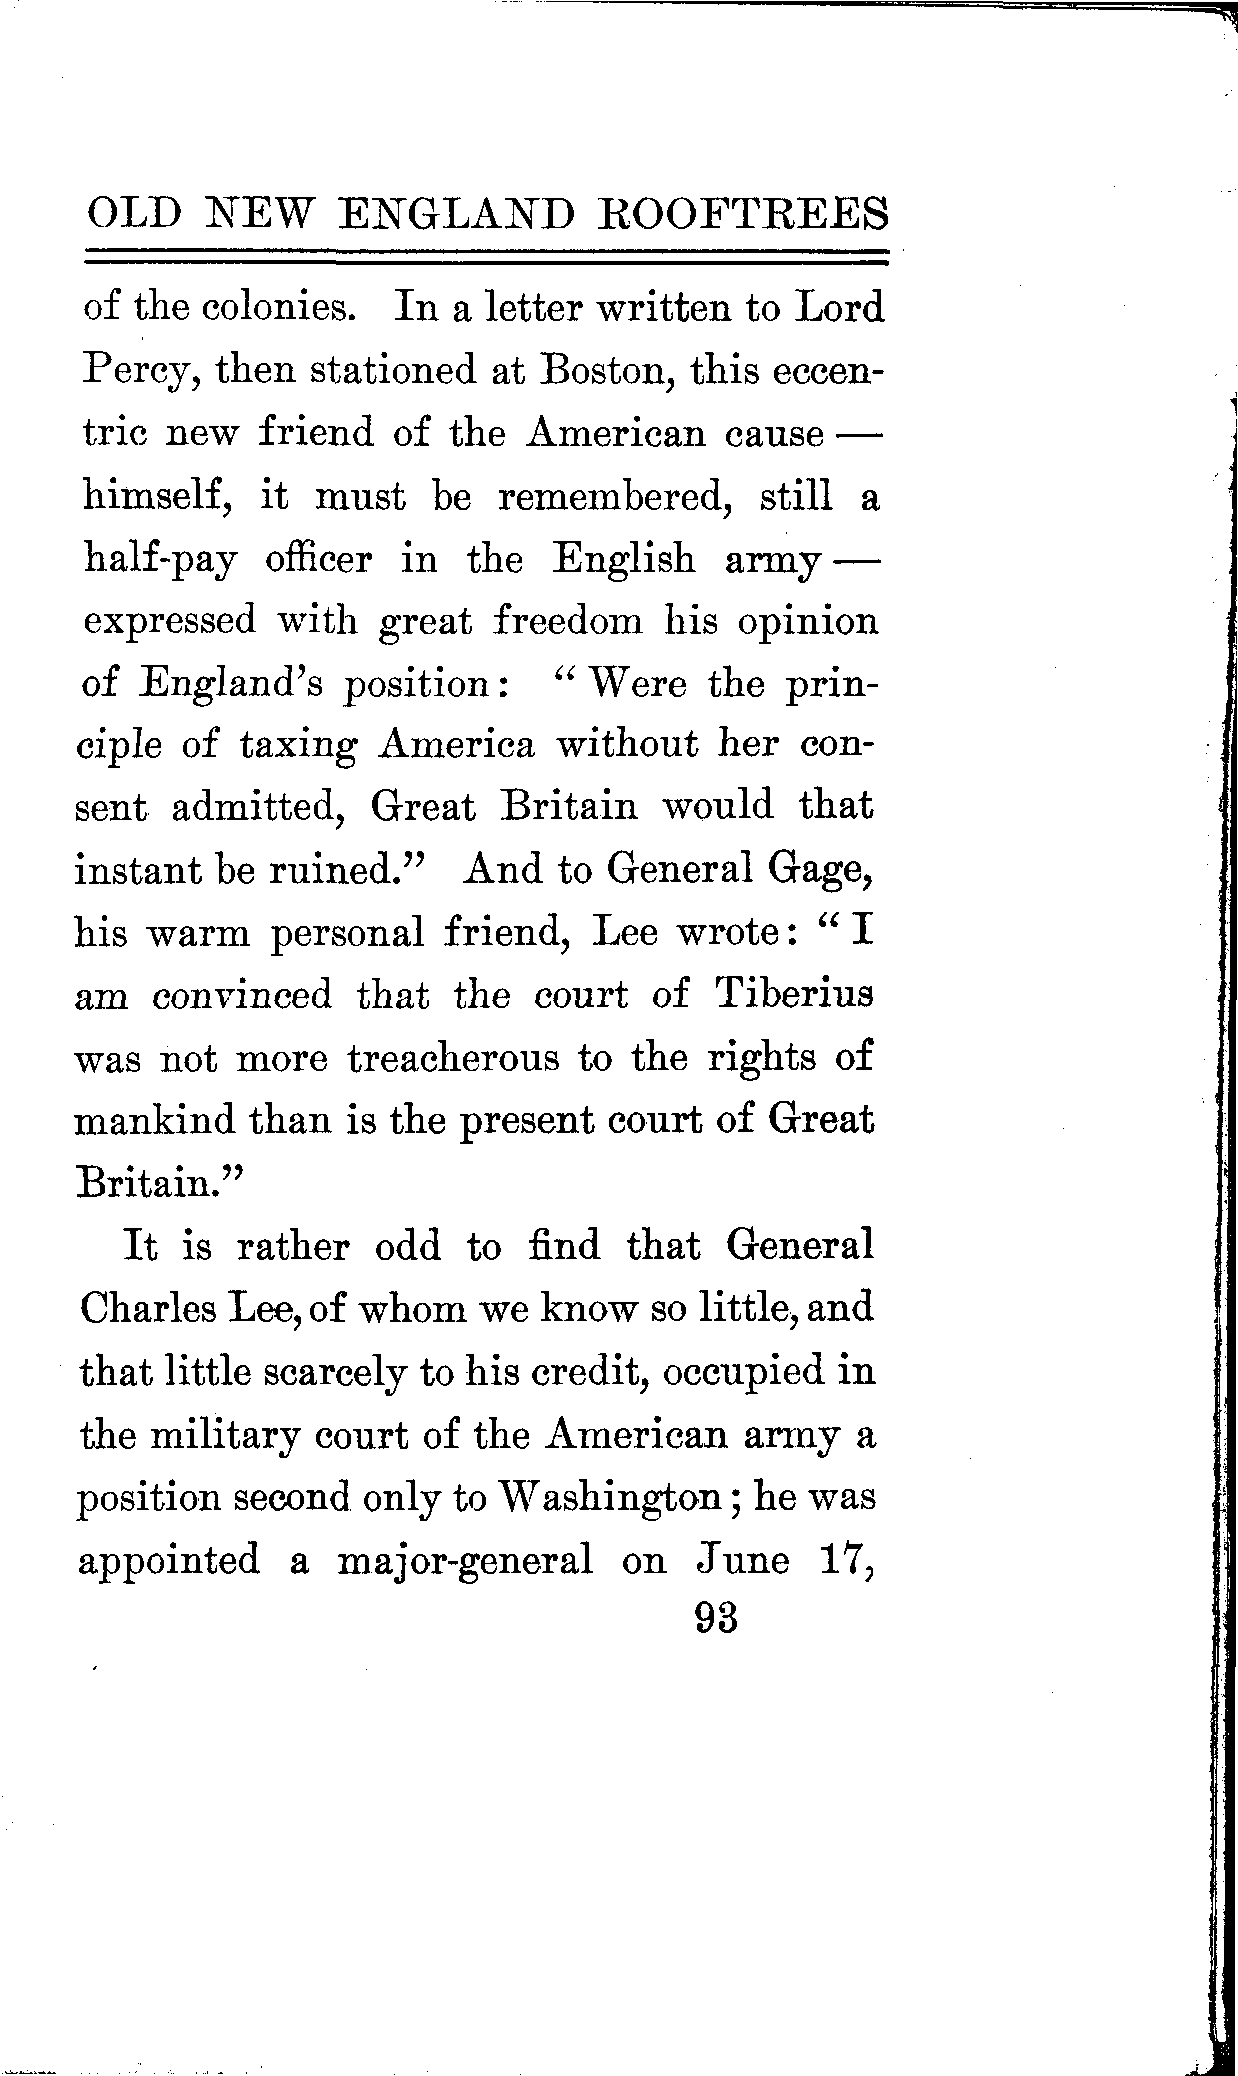 OLD NEW ENGLAND ROOFTREES
of the colonies. In a letter written to Lord
Percy, then stationed at Boston, this eccen-
tric new friend of the American cause —
himself, it must be remembered, still a
half-pay officer in the English army —
expressed with great freedom his opinion
of England's position: " Were the prin-
ciple of taxing America without her con-
sent admitted, Great Britain would that
instant be ruined." And to General Gage,
his warm personal friend, Lee wrote: " I
am convinced that the court of Tiberius
was not more treacherous to the rights of
mankind than is the present court of Great
Britain."
It is rather odd to find that General
Charles Lee, of whom we know so little, and
that little scarcely to his credit, occupied in
the military court of the American army a
position second only to Washington; he was
appointed a major-general on June 17,
93